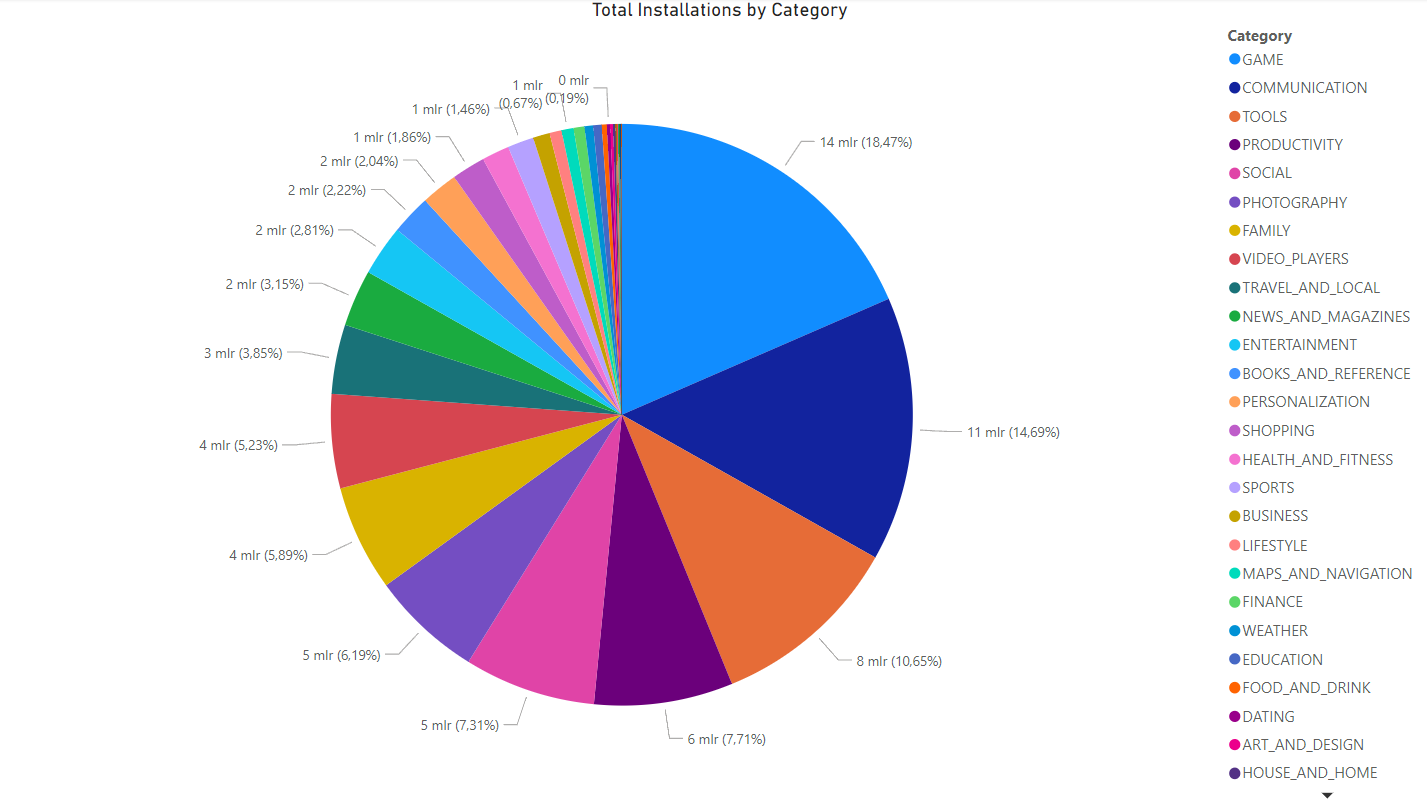 Total Installations by Category
14 mlr (18,47%)
11 mlr (14,69%)
8 mlr (10,65%)
6 mlr (7,71%)
5 mlr (7,31%)
5 mlr (6,19%)
4 mlr (5,89%)
4 mlr (5,23%)
3 mlr (3,85%)
2 mlr (3,15%)
2 mlr (2,81%)
2 mlr (2,22%)
2 mlr (2,04%)
1 mlr (1,86%)
1 mlr (1,46%)
1 mlr
(0,67%)
0 mlr
(0,19%)
Category
GAME
COMMUNICATION
TOOLS
PRODUCTIVITY
SOCIAL
PHOTOGRAPHY
FAMILY
VIDEO_PLAYERS
TRAVEL_AND_LOCAL
NEWS_AND_MAGAZINES
ENTERTAINMENT
BOOKS_AND_REFERENCE
PERSONALIZATION
SHOPPING
HEALTH_AND_FITNESS
SPORTS
BUSINESS
LIFESTYLE
MAPS_AND_NAVIGATION
FINANCE
WEATHER
EDUCATION
FOOD_AND_DRINK
DATING
ART_AND_DESIGN
HOUSE_AND_HOME